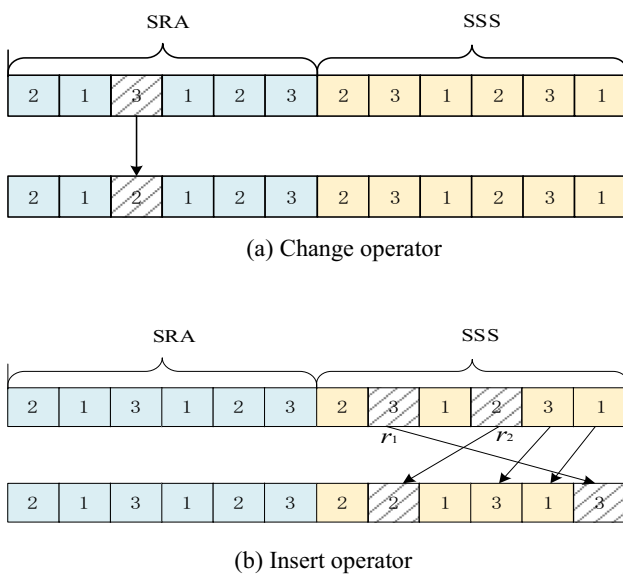 SRA SSS
2 1 3 1 2 3 2 3 1 2 3 1
2 1 2 1 2 3 2 3 1 2 3 1
(a) Change operator
SRA SSS
2 1 3 1 2 3 2 3 1 2 3 1
r1 r2
2 1 3 1 2 3 2 2 1 3 1 3
(b) Insert operator